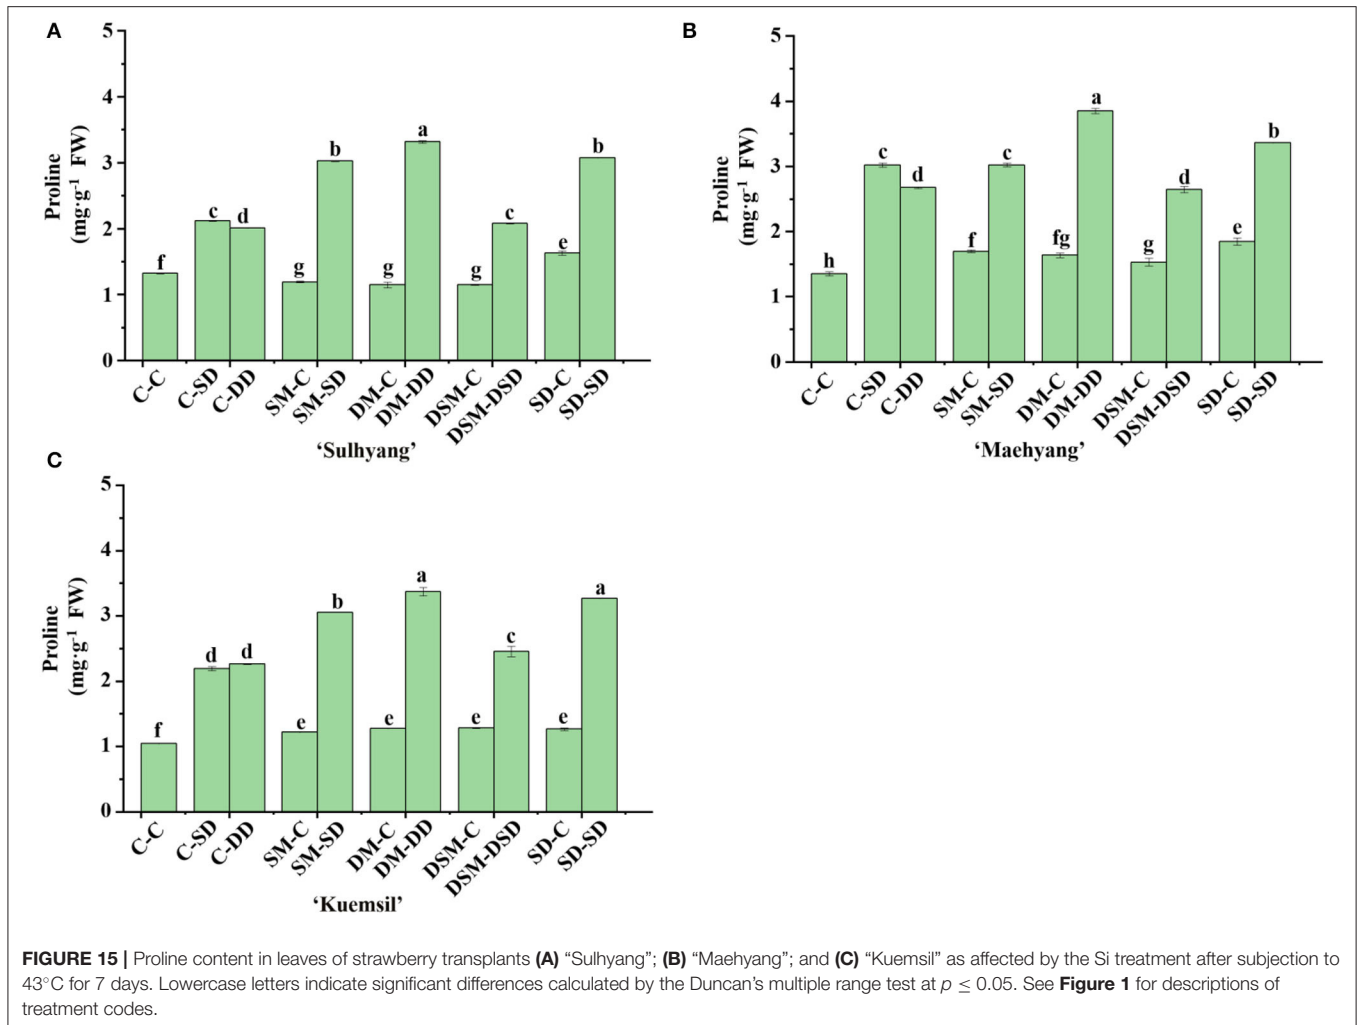 A
5
4
3
2
1
0
Proline
(mg·g⁻¹ FW)
f
c
d
g
b
g
a
g
c
e
b
C-C
C-SD
C-DD
SM-C
SM-SD
DM-C
DM-DD
DSM-C
DSM-DSD
SD-C
SD-SD
‘Sulhyang’
B
5
4
3
2
1
0
Proline
(mg·g⁻¹ FW)
h
c
d
f
c
fg
a
g
d
e
b
C-C
C-SD
C-DD
SM-C
SM-SD
DM-C
DM-DD
DSM-C
DSM-DSD
SD-C
SD-SD
‘Maehyang’
C
5
4
3
2
1
0
Proline
(mg·g⁻¹ FW)
f
d
d
e
b
e
a
e
c
e
a
C-C
C-SD
C-DD
SM-C
SM-SD
DM-C
DM-DD
DSM-C
DSM-DSD
SD-C
SD-SD
‘Kuemsil’
FIGURE 15 | Proline content in leaves of strawberry transplants (A) “Sulhyang”; (B) “Maehyang”; and (C) “Kuemsil” as affected by the Si treatment after subjection to
43°C for 7 days. Lowercase letters indicate significant differences calculated by the Duncan’s multiple range test at p ≤ 0.05. See Figure 1 for descriptions of
treatment codes.